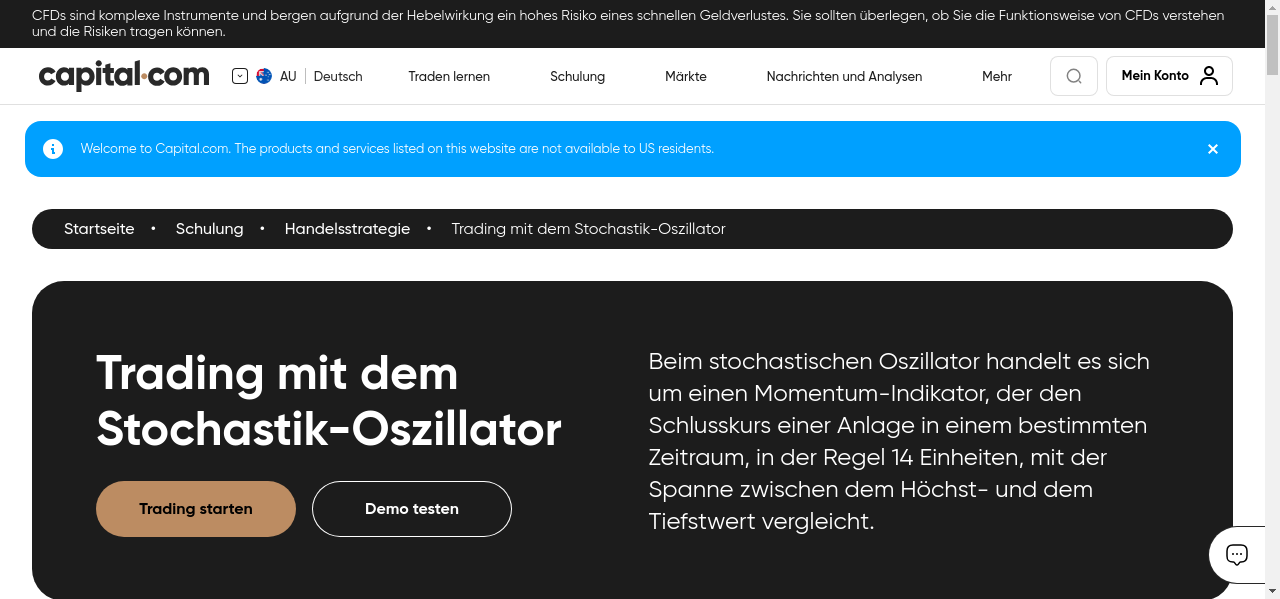 CFDs sind komplexe Instrumente und bergen aufgrund der Hebelwirkung ein hohes Risiko eines schnellen Geldverlustes. Sie sollten überlegen, ob Sie die Funktionsweise von CFDs verstehen
und die Risiken tragen können.
capital.com AU Deutsch Traden lernen Schulung Märkte Nachrichten und Analysen Mehr Mein Konto
Welcome to Capital.com. The products and services listed on this website are not available to US residents.
Startseite • Schulung • Handelsstrategie • Trading mit dem Stochastik-Oszillator
Trading mit dem
Stochastik-Oszillator
Trading starten Demo testen
Beim stochastischen Oszillator handelt es sich
um einen Momentum-Indikator, der den
Schlusskurs einer Anlage in einem bestimmten
Zeitraum, in der Regel 14 Einheiten, mit der
Spanne zwischen dem Höchst- und dem
Tiefstwert vergleicht.